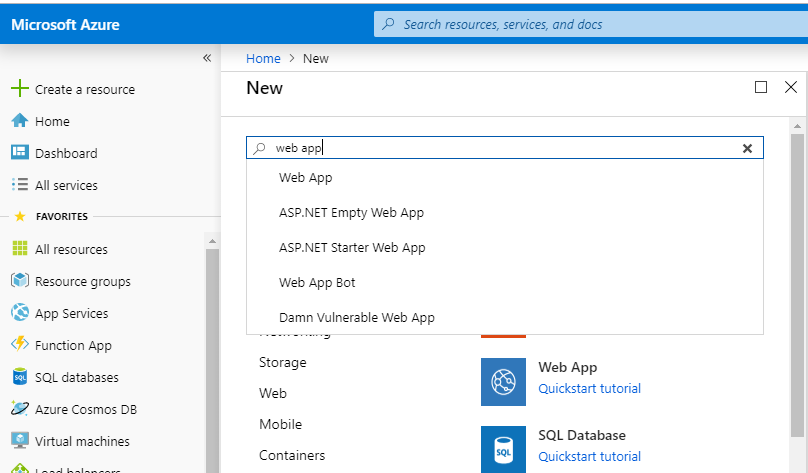 Microsoft Azure
Search resources, services, and docs
Home > New
Create a resource
Home
Dashboard
All services
FAVORITES
All resources
Resource groups
App Services
Function App
SQL databases
Azure Cosmos DB
Virtual machines
Load balancers
New
web app
Web App
ASP.NET Empty Web App
ASP.NET Starter Web App
Web App Bot
Damn Vulnerable Web App
Networking
Storage
Web
Mobile
Containers
Web App
Quickstart tutorial
SQL
SQL Database
Quickstart tutorial